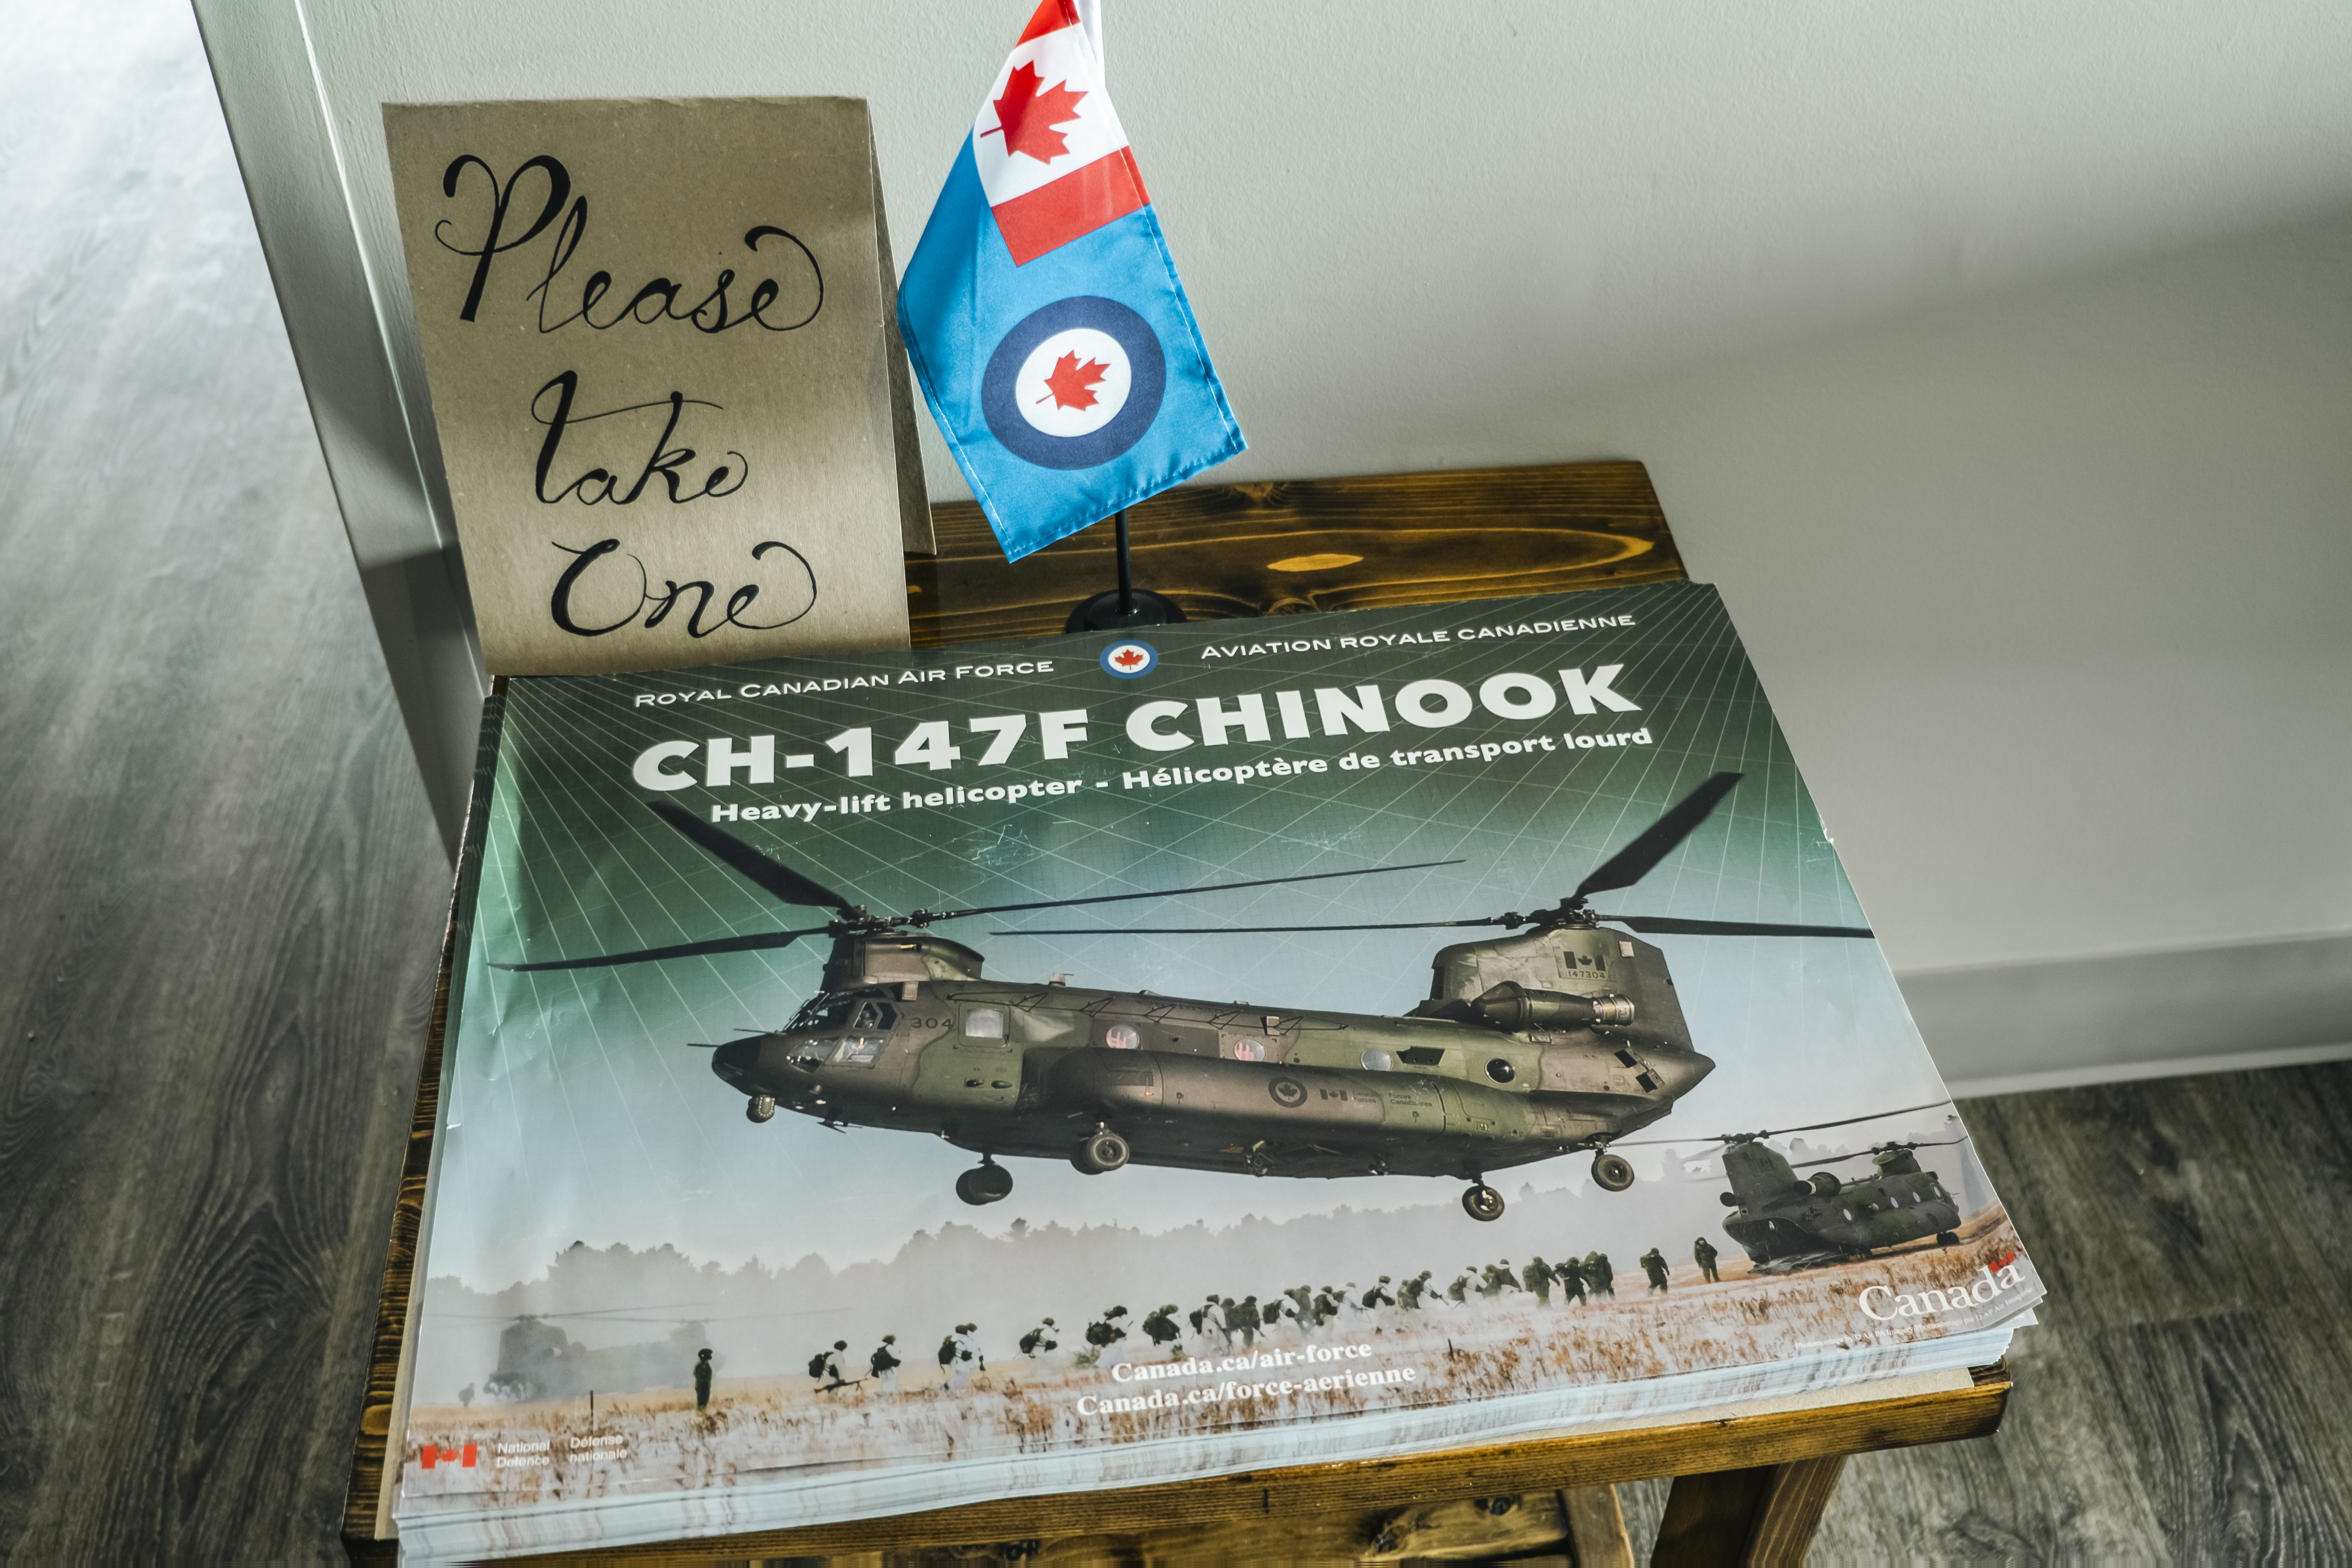 Please
take
One
ROYAL CANADIAN AIR FORCE
AVIATION ROYALE CANADIENNE
CH-147F CHINOOK
Heavy-lift helicopter - Hélicoptère de transport lourd
147304
304
Canada
Canada.ca/air-force
Canada.ca/force-aerienne
National Defence
Défense nationale